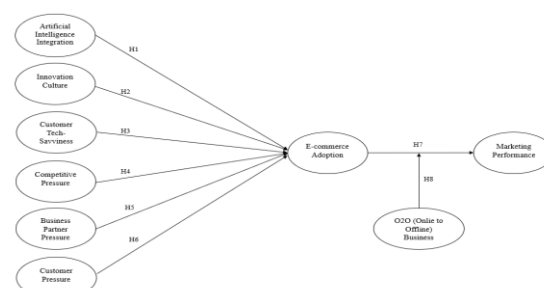 Artificial
Intelligence
Integration
H1
Innovation
Culture
H2
Customer
Tech-
Savviness
H3
Competitive
Pressure
H4
Business
Partner
Pressure
H5
Customer
Pressure
H6
E-commerce
Adoption
H7
Marketing
Performance
H8
O2O (Onlie to
Offline)
Business